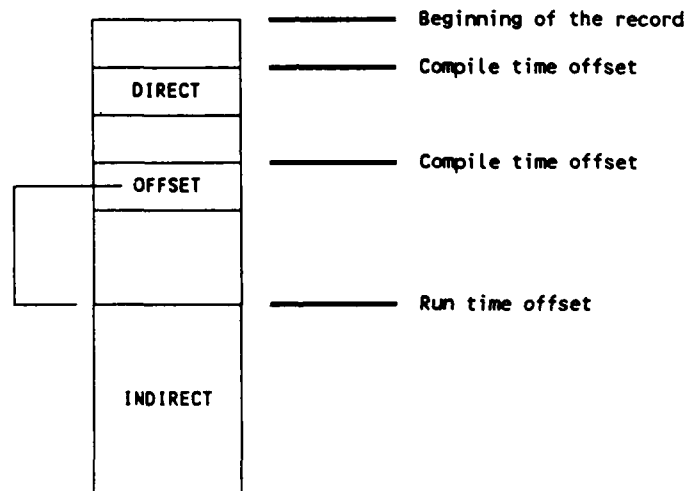 Beginning of the record
Compile time offset
DIRECT
Compile time offset
OFFSET
Run time offset
INDIRECT